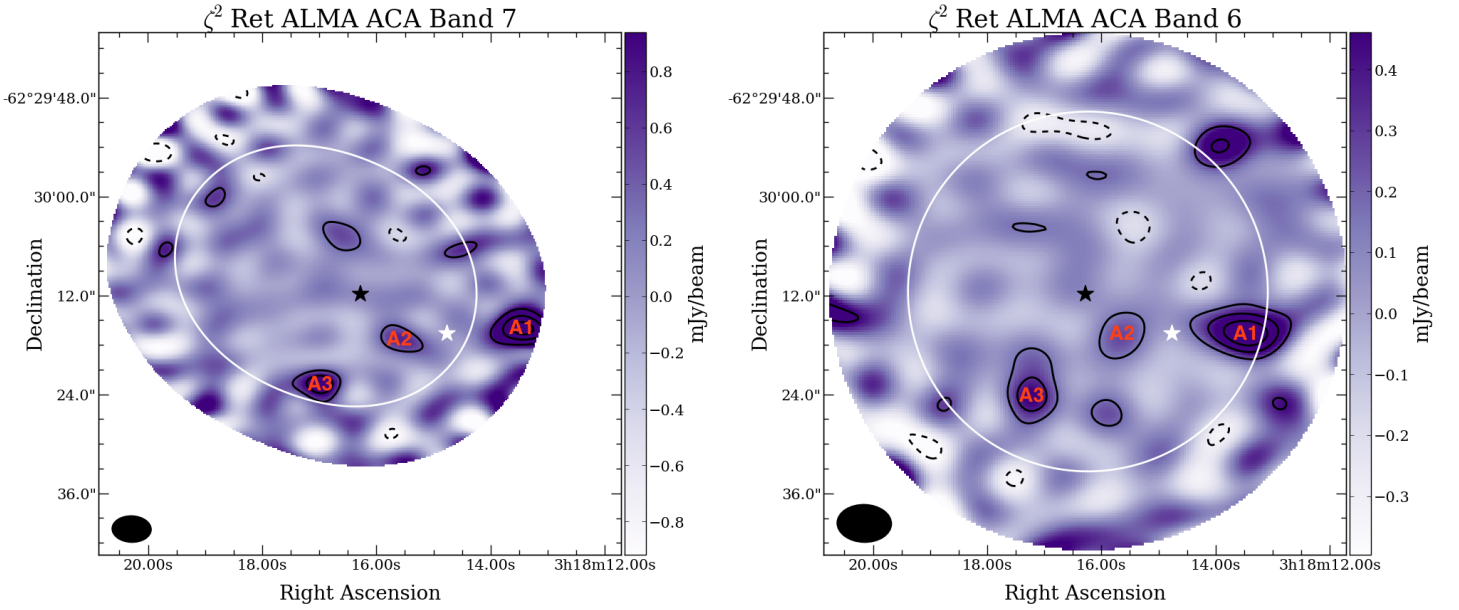 ζ² Ret ALMA ACA Band 7
0.8
0.6
0.4
0.2
0.0
−0.2
−0.4
−0.6
−0.8
mJy/beam
-62°29'48.0"
30'00.0"
12.0"
24.0"
36.0"
Declination
A1
A2
A3
20.00s
18.00s
16.00s
14.00s
3h18m12.00s
Right Ascension
ζ² Ret ALMA ACA Band 6
0.4
0.3
0.2
0.1
0.0
−0.1
−0.2
−0.3
mJy/beam
-62°29'48.0"
30'00.0"
12.0"
24.0"
36.0"
Declination
A1
A2
A3
20.00s
18.00s
16.00s
14.00s
3h18m12.00s
Right Ascension